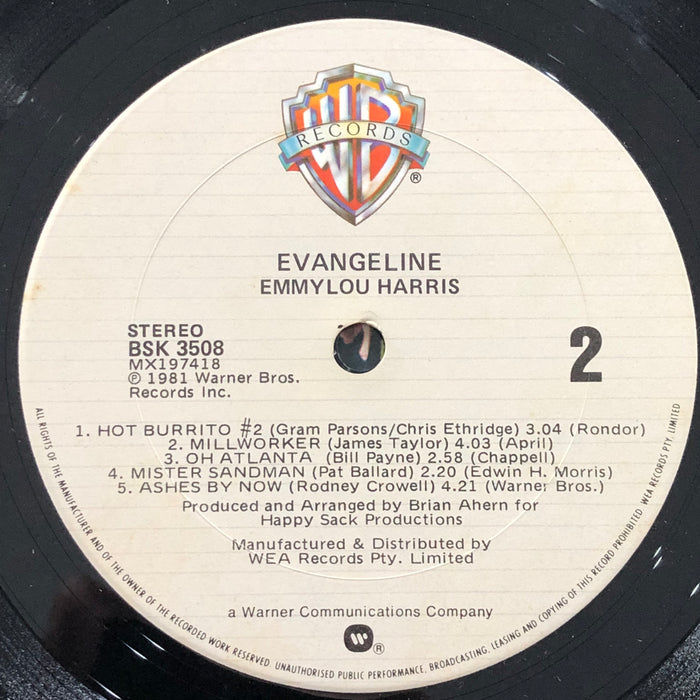 WB
RECORDS
®
EVANGELINE
EMMYLOU HARRIS
STEREO
BSK 3508
MX197418
℗ 1981 Warner Bros.
Records Inc.
2
1. HOT BURRITO #2 (Gram Parsons/Chris Ethridge) 3.04 (Rondor)
2. MILLWORKER (James Taylor) 4.03 (April)
3. OH ATLANTA (Bill Payne) 2.58 (Chappell)
4. MISTER SANDMAN (Pat Ballard) 2.20 (Edwin H. Morris)
5. ASHES BY NOW (Rodney Crowell) 4.21 (Warner Bros.)
Produced and Arranged by Brian Ahern for
Happy Sack Productions
Manufactured & Distributed by
WEA Records Pty. Limited
a Warner Communications Company
®
ALL RIGHTS OF THE MANUFACTURER AND OF THE OWNER OF THE RECORDED WORK RESERVED. UNAUTHORISED PUBLIC PERFORMANCE, BROADCASTING, LEASING AND COPYING OF THIS RECORD PROHIBITED. WEA RECORDS PTY LIMITED